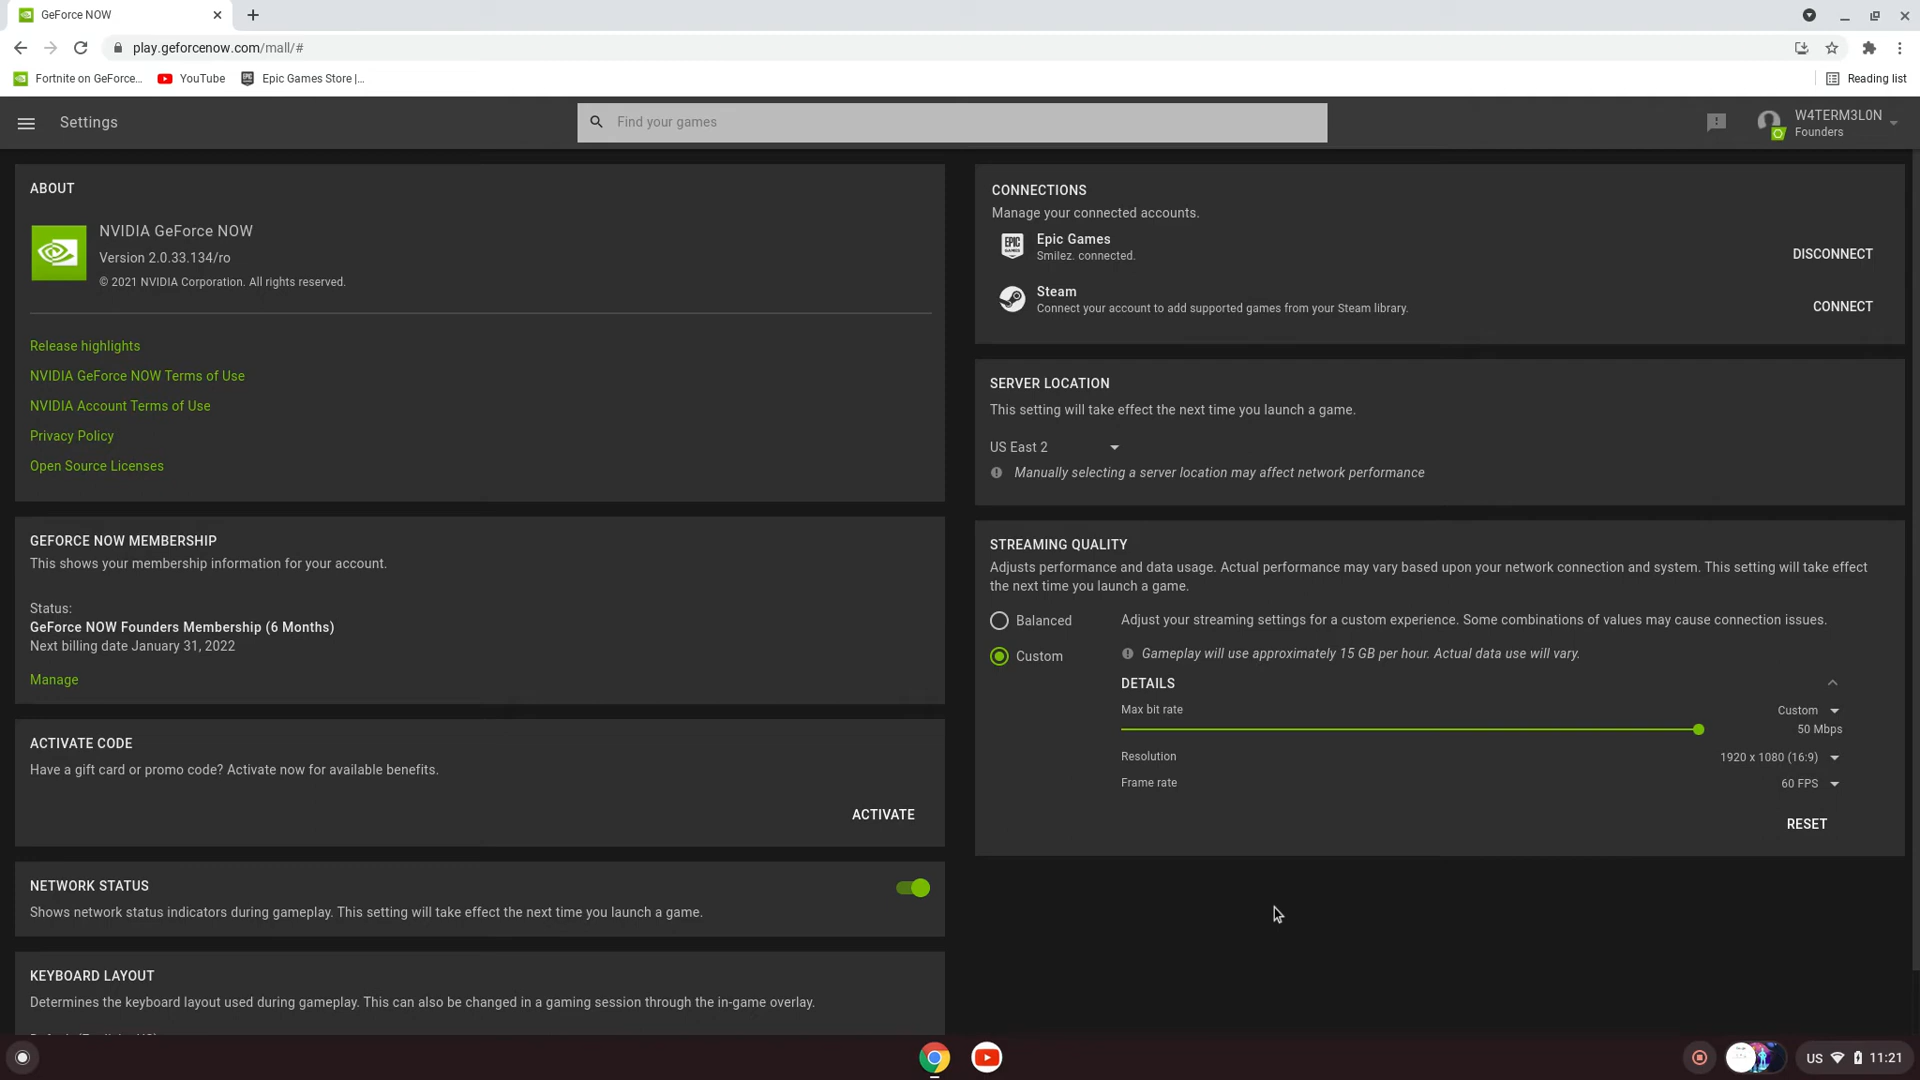 GeForce NOW
play.geforcenow.com/mall/#
Fortnite on GeForce...
YouTube
Epic Games Store |...
Reading list
Settings
Find your games
W4TERM3L0N
Founders
ABOUT
NVIDIA GeForce NOW
Version 2.0.33.134/ro
© 2021 NVIDIA Corporation. All rights reserved.
Release highlights
NVIDIA GeForce NOW Terms of Use
NVIDIA Account Terms of Use
Privacy Policy
Open Source Licenses
GEFORCE NOW MEMBERSHIP
This shows your membership information for your account.
Status:
GeForce NOW Founders Membership (6 Months)
Next billing date January 31, 2022
Manage
ACTIVATE CODE
Have a gift card or promo code? Activate now for available benefits.
ACTIVATE
NETWORK STATUS
Shows network status indicators during gameplay. This setting will take effect the next time you launch a game.
KEYBOARD LAYOUT
Determines the keyboard layout used during gameplay. This can also be changed in a gaming session through the in-game overlay.
CONNECTIONS
Manage your connected accounts.
EPIC GAMES
Epic Games
Smilez. connected.
DISCONNECT
Steam
Connect your account to add supported games from your Steam library.
CONNECT
SERVER LOCATION
This setting will take effect the next time you launch a game.
US East 2
Manually selecting a server location may affect network performance
STREAMING QUALITY
Adjusts performance and data usage. Actual performance may vary based upon your network connection and system. This setting will take effect
the next time you launch a game.
Balanced
Adjust your streaming settings for a custom experience. Some combinations of values may cause connection issues.
Custom
Gameplay will use approximately 15 GB per hour. Actual data use will vary.
DETAILS
Max bit rate
Custom
50 Mbps
Resolution
1920 x 1080 (16:9)
Frame rate
60 FPS
RESET
US
11:21